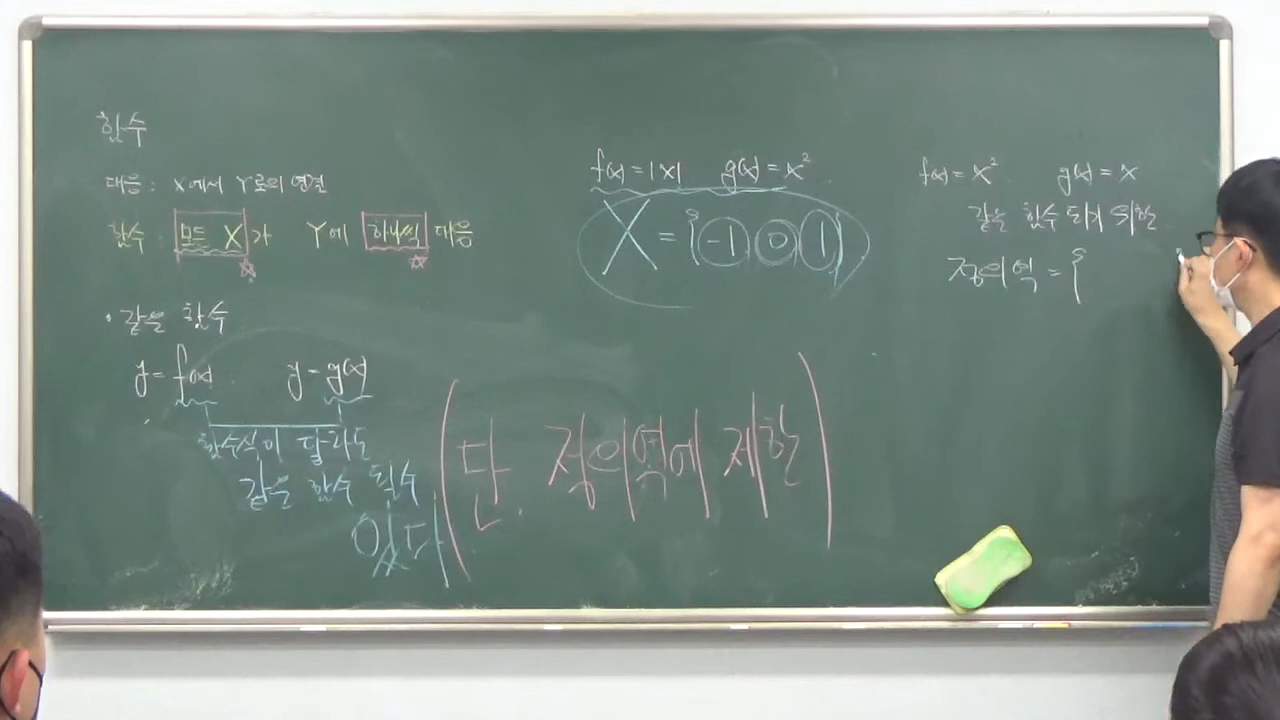 함수
대응 : X에서 Y로의 연결
함수 : 모든 X가 Y에 하나씩 대응
· 같은 함수
y = f(x) y = g(x)
함수식이 달라도
같은 함수 될수
있다
(단, 정의역에 제한)
f(x) = |x| g(x) = x²
X = { -1 0 1 }
f(x) = x² g(x) = x
같은 함수 되기 위한
정의역 = {